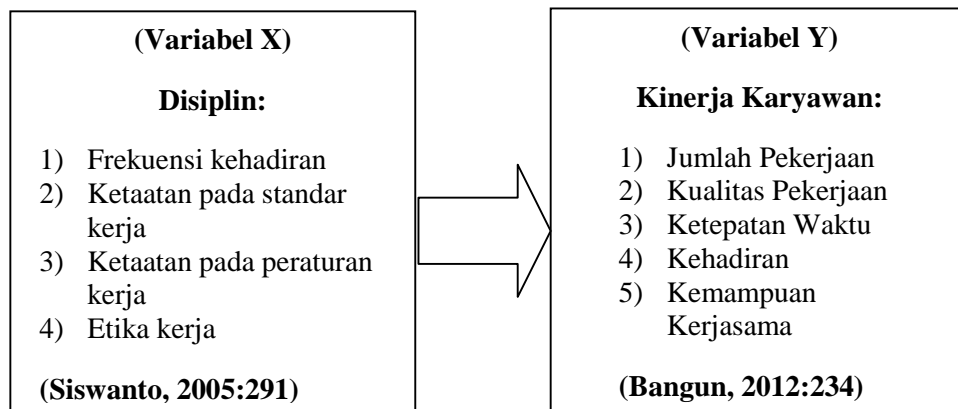 (Variabel X)
Disiplin:
1) Frekuensi kehadiran
2) Ketaatan pada standar
kerja
3) Ketaatan pada peraturan
kerja
4) Etika kerja
(Siswanto, 2005:291)
(Variabel Y)
Kinerja Karyawan:
1) Jumlah Pekerjaan
2) Kualitas Pekerjaan
3) Ketepatan Waktu
4) Kehadiran
5) Kemampuan
Kerjasama
(Bangun, 2012:234)